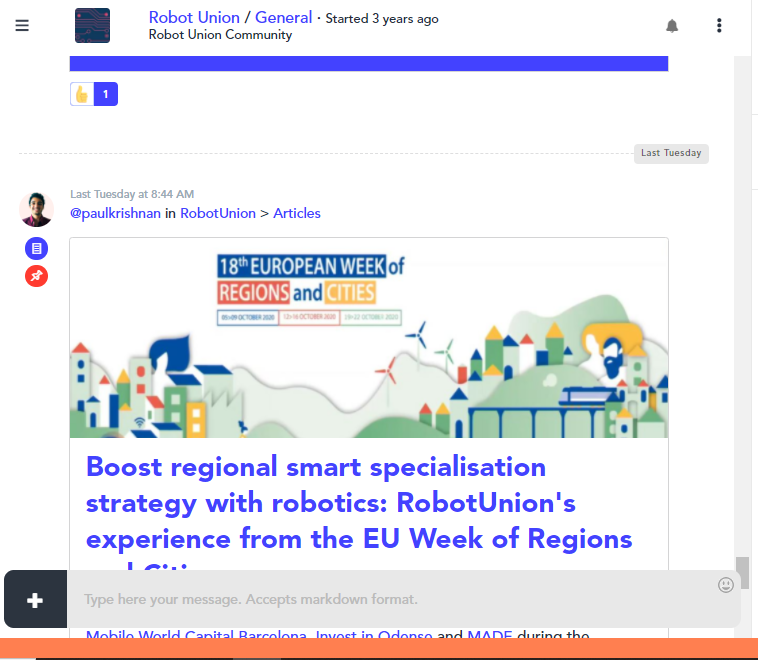 Robot Union / General · Started 3 years ago
Robot Union Community
1
Last Tuesday
Last Tuesday at 8:44 AM
@paulkrishnan in RobotUnion > Articles
18th EUROPEAN WEEK of
REGIONS and CITIES
05>09 OCTOBER 2020 12>16 OCTOBER 2020 19>22 OCTOBER 2020
Boost regional smart specialisation
strategy with robotics: RobotUnion's
experience from the EU Week of Regions
and Cities
Type here your message. Accepts markdown format.
Mobile World Capital Barcelona, Invest in Odense and MADE during the